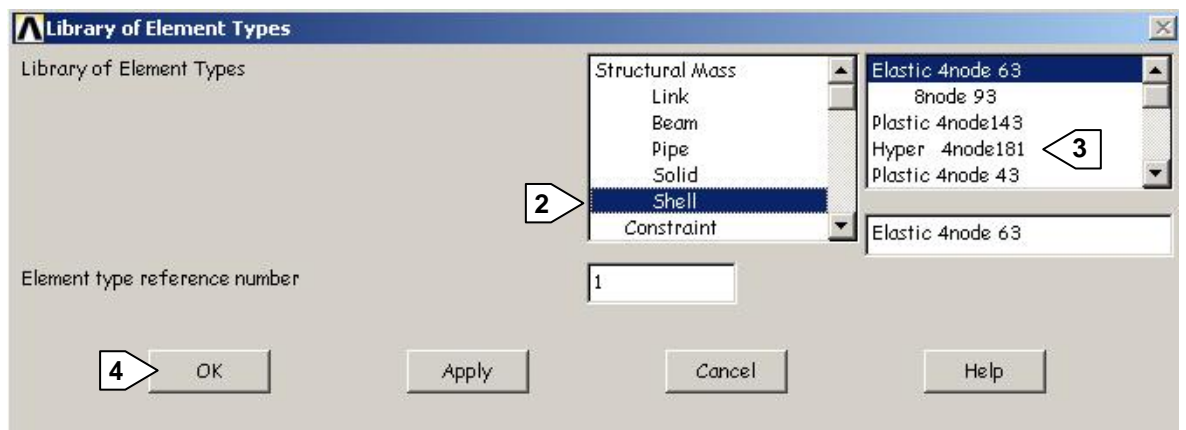 Library of Element Types
Library of Element Types
Structural Mass
Link
Beam
Pipe
Solid
2
Shell
Constraint
Elastic 4node 63
8node 93
Plastic 4node143
Hyper 4node181
3
Plastic 4node 43
Elastic 4node 63
Element type reference number
1
4
OK
Apply
Cancel
Help